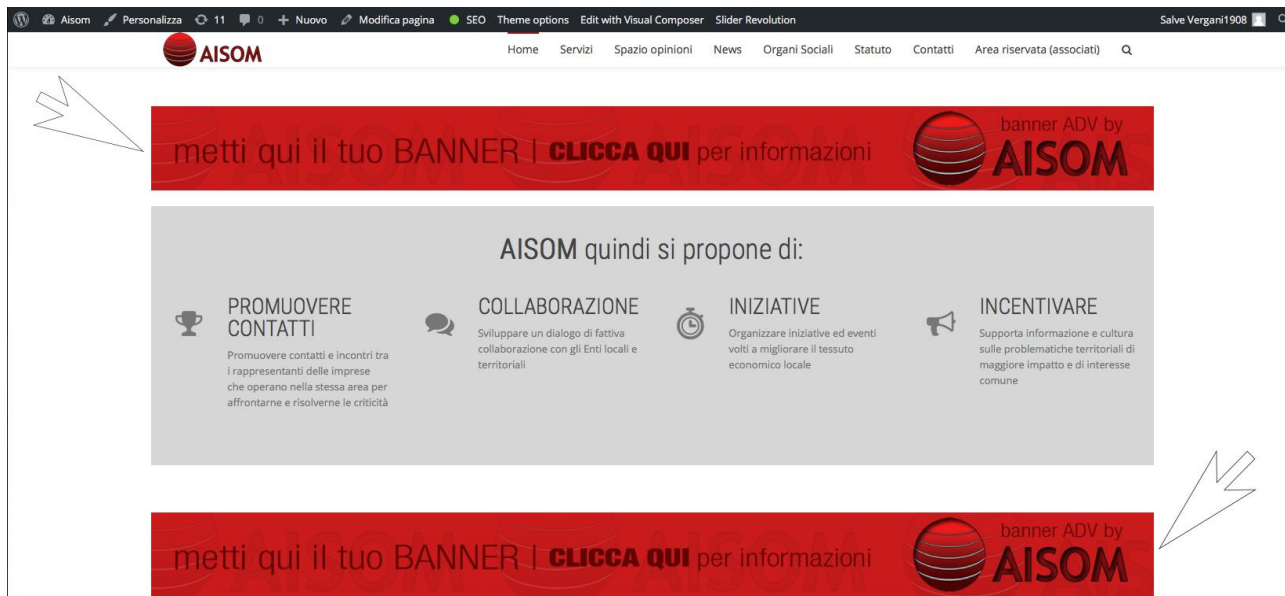 Aisom Personalizza 11 0 + Nuovo Modifica pagina SEO Theme options Edit with Visual Composer Slider Revolution Salve Vergani1908
AISOM Home Servizi Spazio opinioni News Organi Sociali Statuto Contatti Area riservata (associati)
metti qui il tuo BANNER | CLICCA QUI per informazioni
banner ADV by
AISOM
AISOM quindi si propone di:
PROMUOVERE
CONTATTI
Promuovere contatti e incontri tra
i rappresentanti delle imprese
che operano nella stessa area per
affrontarne e risolverne le criticità
COLLABORAZIONE
Sviluppare un dialogo di fattiva
collaborazione con gli Enti locali e
territoriali
INIZIATIVE
Organizzare iniziative ed eventi
volti a migliorare il tessuto
economico locale
INCENTIVARE
Supporta informazione e cultura
sulle problematiche territoriali di
maggiore impatto e di interesse
comune
metti qui il tuo BANNER | CLICCA QUI per informazioni
banner ADV by
AISOM